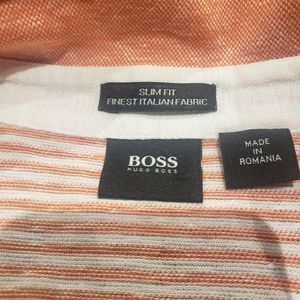 SLIM FIT
FINEST ITALIAN FABRIC
BOSS
HUGO BOSS
MADE
IN
ROMANIA